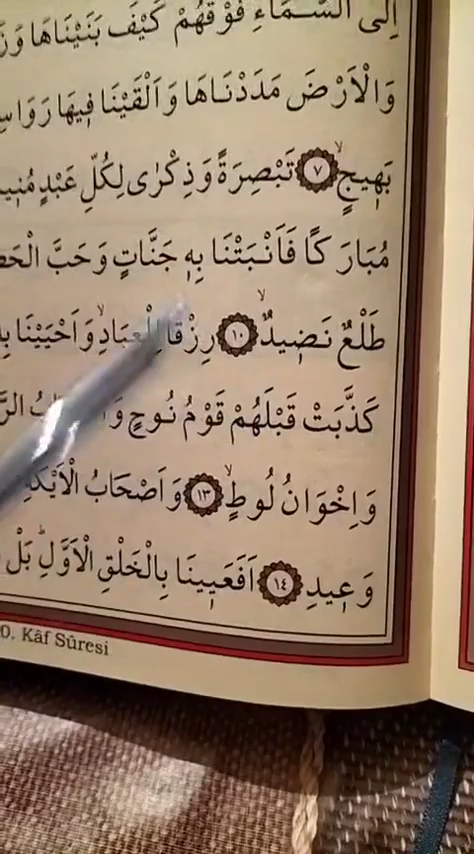 اِلَى السَّمَاءِ فَوْقَهُمْ كَيْفَ بَنَيْنَاهَا
وَالْاَرْضَ مَدَدْنَاهَا وَاَلْقَيْنَا فٖيهَا
بَهٖيجٍ ٧ تَبْصِرَةً وَذِكْرٰى لِكُلِّ عَبْدٍ
مُبَارَكًا فَاَنْبَتْنَا بِهٖ جَنَّاتٍ وَحَبَّ
طَلْعٌ نَضٖيدٌ ١٠ رِزْقًا لِلْعِبَادِ وَاَحْيَيْنَا
كَذَّبَتْ قَبْلَهُمْ قَوْمُ نُوحٍ
وَاِخْوَانُ لُوطٍ ١٣ وَاَصْحَابُ
وَعٖيدِ ١٤ اَفَعَيٖينَا بِالْخَلْقِ الْاَوَّلِ بَلْ
Kâf Sûresi